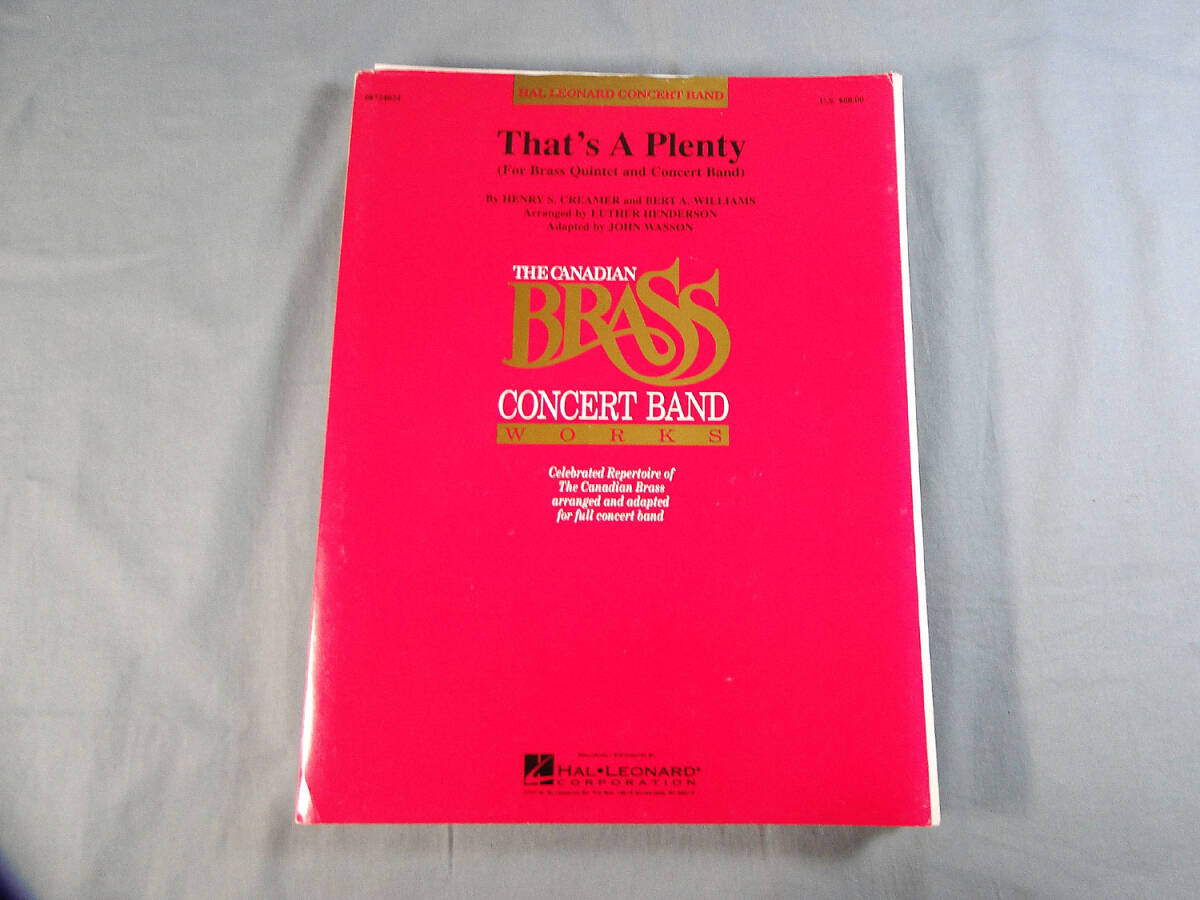 HAL LEONARD CONCERT BAND
U.S. $60.00
That's A Plenty
(For Brass Quintet and Concert Band)
By HENRY S. CREAMER and BERT A. WILLIAMS
Arranged by LUTHER HENDERSON
Adapted by JOHN WASSON
THE CANADIAN
BRASS
CONCERT BAND
WORKS
Celebrated Repertoire of
The Canadian Brass
arranged and adapted
for full concert band
HAL•LEONARD®
CORPORATION